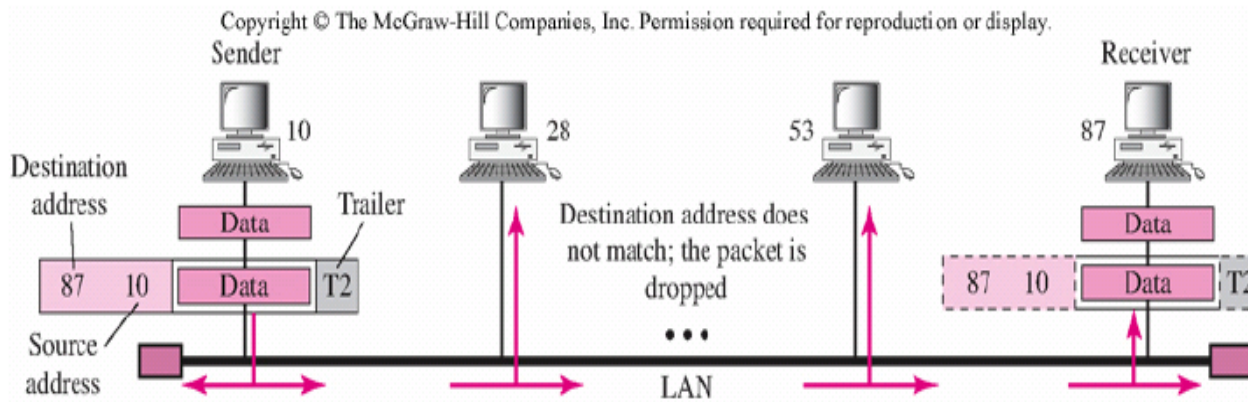 Copyright © The McGraw-Hill Companies, Inc. Permission required for reproduction or display.
Sender
Receiver
10
28
53
87
Destination
address
Trailer
Data
Destination address does
not match; the packet is
dropped
Data
87 10 Data T2
87 10 Data T2
• • •
Source
address
LAN